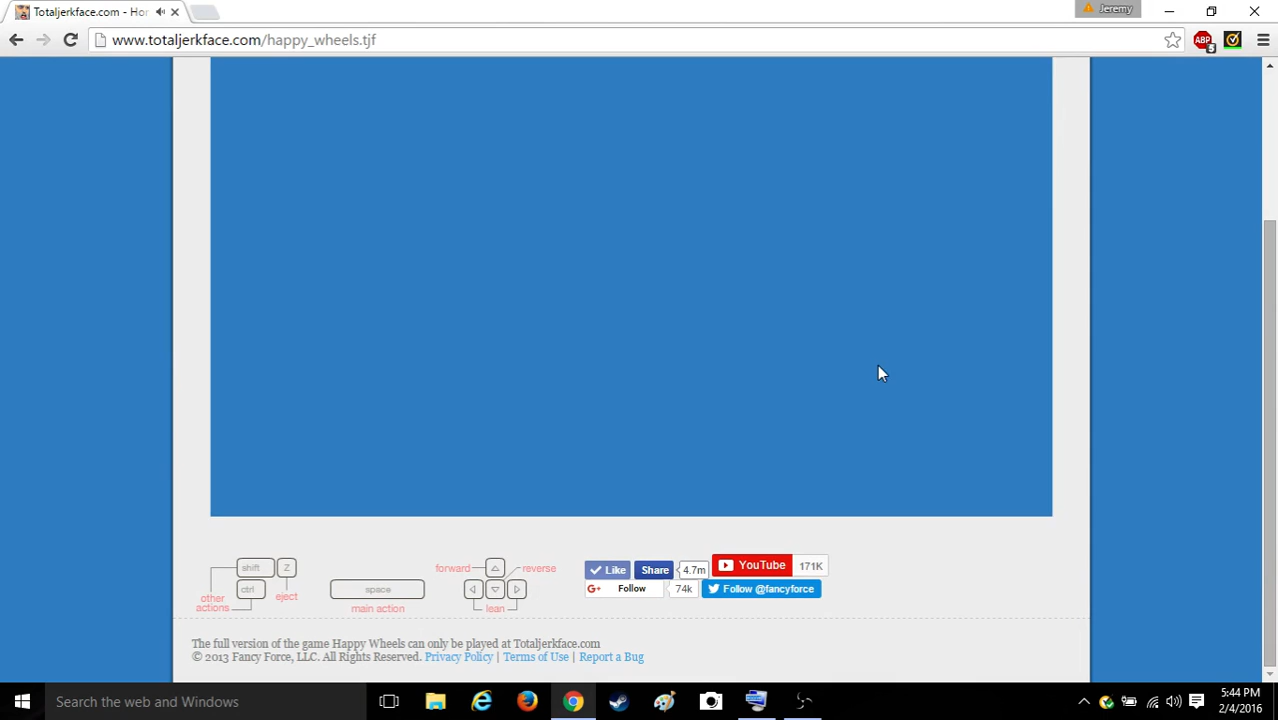 Totaljerkface.com - Hor
Jeremy
www.totaljerkface.com/happy_wheels.tjf
ABP
5
shift Z
ctrl
other
actions
eject
space
main action
forward
reverse
lean
Like Share 4.7m YouTube 171K
G+ Follow 74k Follow @fancyforce
The full version of the game Happy Wheels can only be played at Totaljerkface.com
© 2013 Fancy Force, LLC. All Rights Reserved. Privacy Policy | Terms of Use | Report a Bug
Search the web and Windows
5:44 PM
2/4/2016